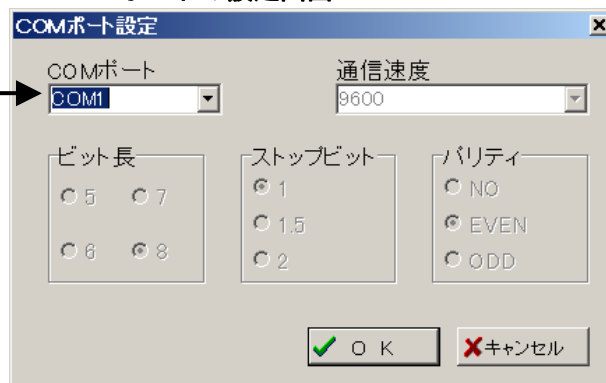 COMポート設定
COMポート
通信速度
COM1
9600
ビット長
ストップビット
パリティ
5 7
1
NO
1.5
EVEN
6 8
2
ODD
OK
キャンセル